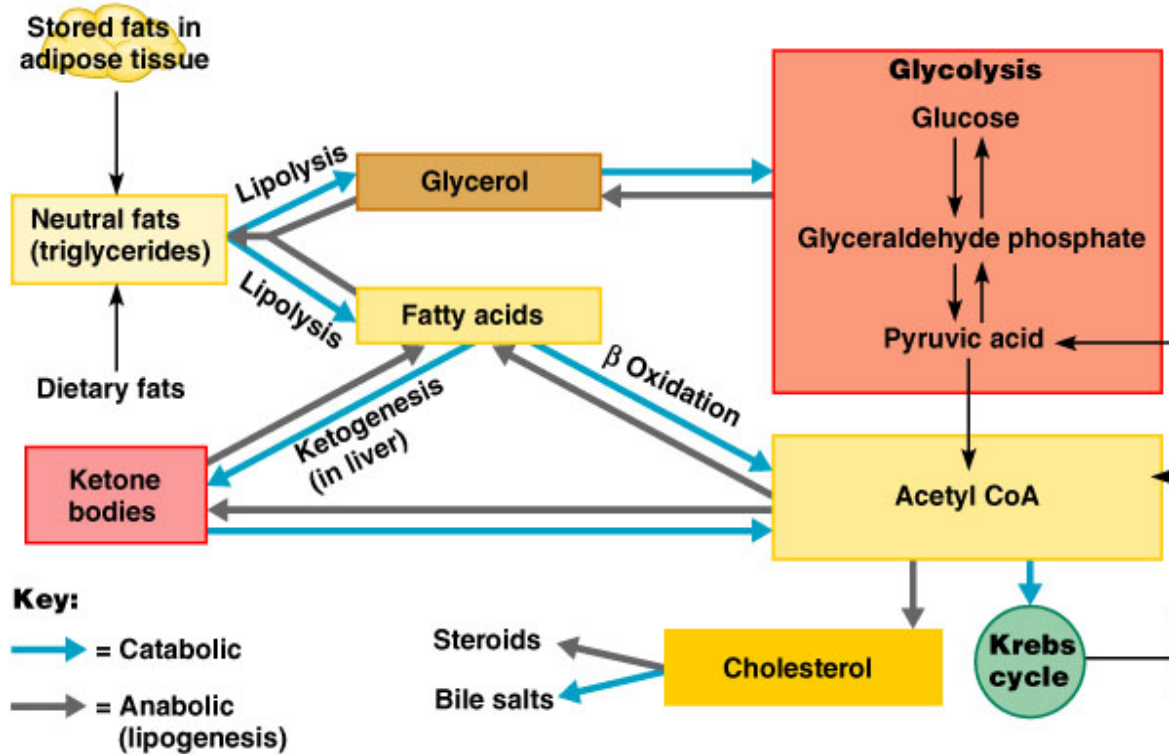 Stored fats in
adipose tissue
Glycolysis
Glucose
Lipolysis
Glycerol
Neutral fats
(triglycerides)
Glyceraldehyde phosphate
Lipolysis
Fatty acids
Pyruvic acid
β Oxidation
Dietary fats
Ketogenesis
(in liver)
Ketone
bodies
Acetyl CoA
Key:
= Catabolic
= Anabolic
(lipogenesis)
Steroids
Bile salts
Cholesterol
Krebs
cycle